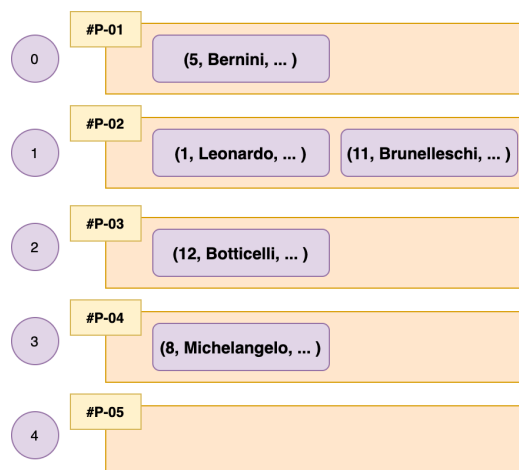 #P-01
0
(5, Bernini, ... )
#P-02
1
(1, Leonardo, ... ) (11, Brunelleschi, ... )
#P-03
2
(12, Botticelli, ... )
#P-04
3
(8, Michelangelo, ... )
#P-05
4